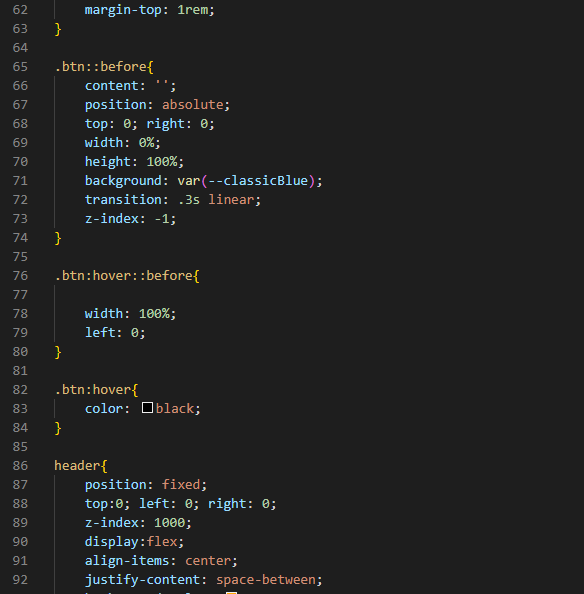 62 margin-top: 1rem;
63 }
64
65 .btn::before{
66 content: '';
67 position: absolute;
68 top: 0; right: 0;
69 width: 0%;
70 height: 100%;
71 background: var(--classicBlue);
72 transition: .3s linear;
73 z-index: -1;
74 }
75
76 .btn:hover::before{
77
78 width: 100%;
79 left: 0;
80 }
81
82 .btn:hover{
83 color: black;
84 }
85
86 header{
87 position: fixed;
88 top:0; left: 0; right: 0;
89 z-index: 1000;
90 display:flex;
91 align-items: center;
92 justify-content: space-between;